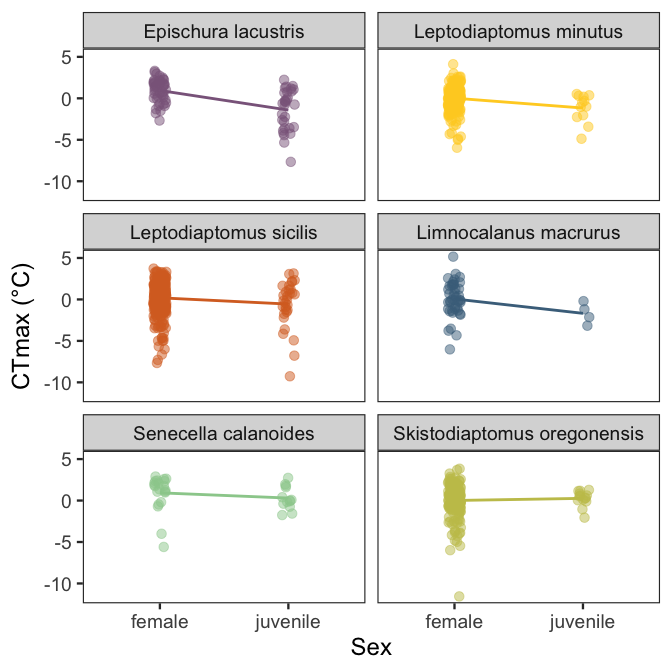 Epischura lacustris
Leptodiaptomus minutus
5
0
-5
-10
Leptodiaptomus sicilis
Limnocalanus macrurus
5
0
-5
-10
CTmax (°C)
Senecella calanoides
Skistodiaptomus oregonensis
5
0
-5
-10
female
juvenile
female
juvenile
Sex